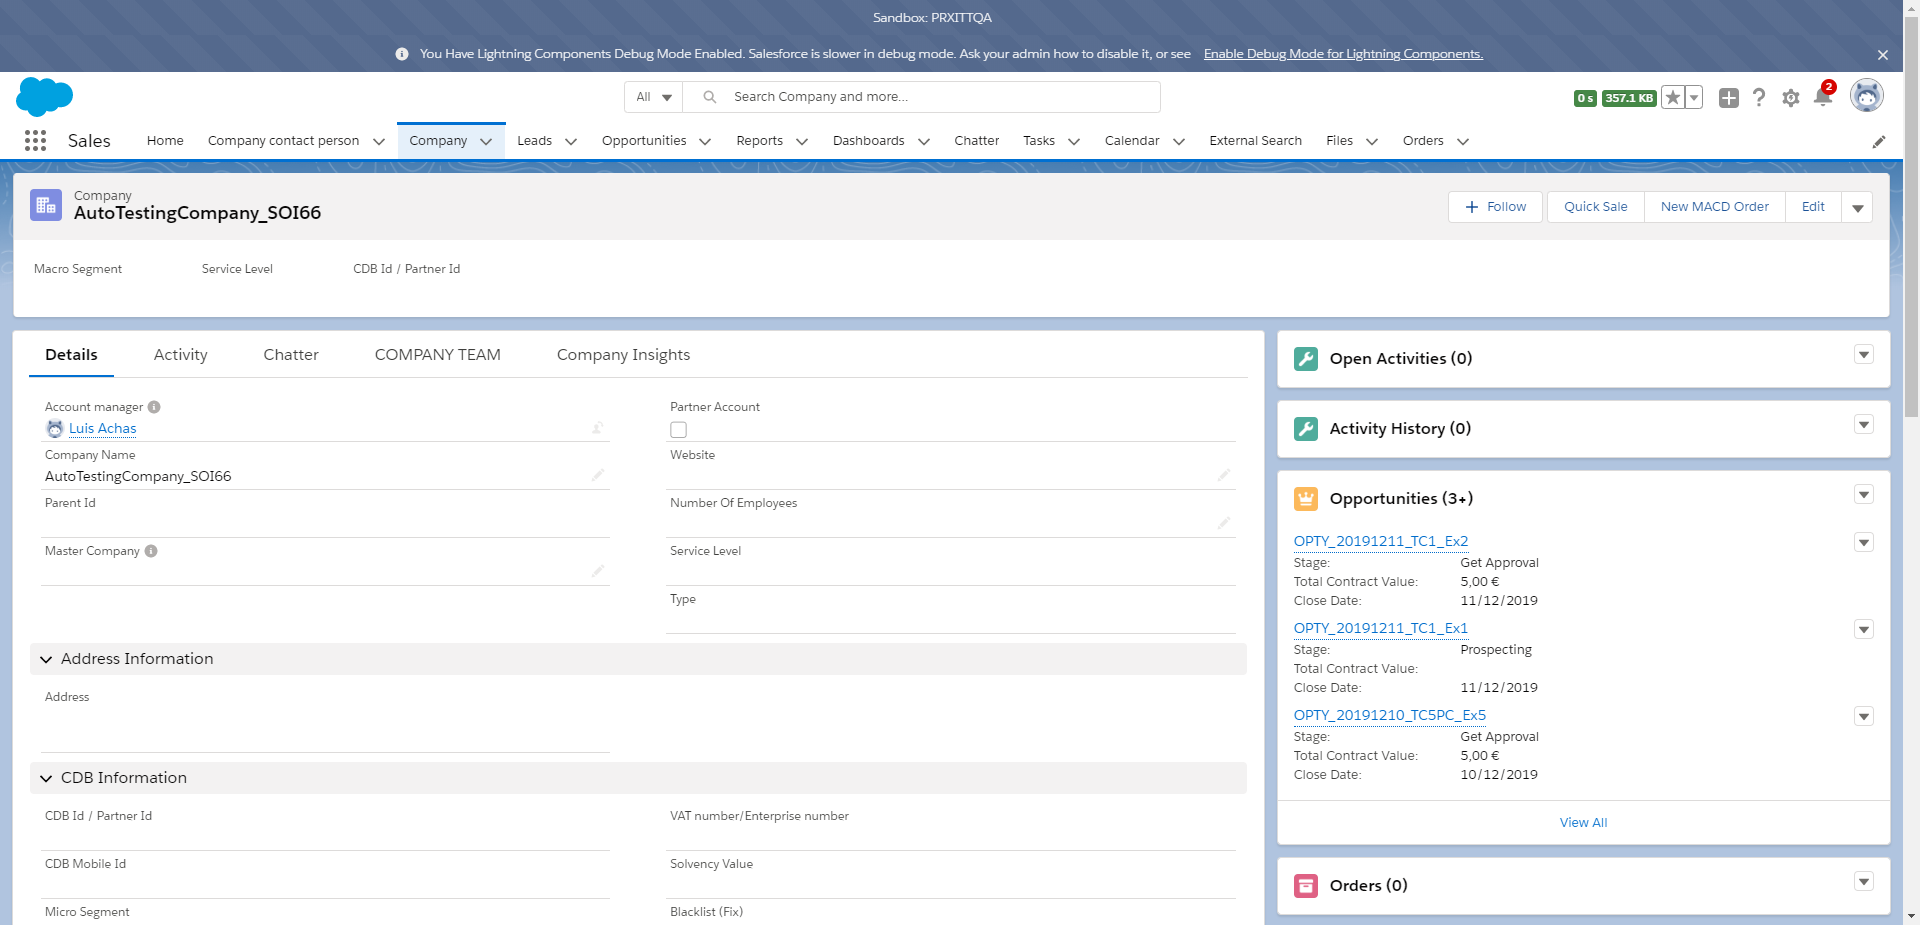 Sandbox: PRXITTQA
You Have Lightning Components Debug Mode Enabled. Salesforce is slower in debug mode. Ask your admin how to disable it, or see Enable Debug Mode for Lightning Components.
All Search Company and more... 0 s 357.1 KB 2
Sales Home Company contact person Company Leads Opportunities Reports Dashboards Chatter Tasks Calendar External Search Files Orders
Company
AutoTestingCompany_SOI66
Follow Quick Sale New MACD Order Edit
Macro Segment Service Level CDB Id / Partner Id
Details Activity Chatter COMPANY TEAM Company Insights
Account manager Partner Account
Luis Achas
Company Name Website
AutoTestingCompany_SOI66
Parent Id Number Of Employees
Master Company Service Level
Type
Address Information
Address
CDB Information
CDB Id / Partner Id VAT number/Enterprise number
CDB Mobile Id Solvency Value
Micro Segment Blacklist (Fix)
Open Activities (0)
Activity History (0)
Opportunities (3+)
OPTY_20191211_TC1_Ex2
Stage: Get Approval
Total Contract Value: 5,00 €
Close Date: 11/12/2019
OPTY_20191211_TC1_Ex1
Stage: Prospecting
Total Contract Value:
Close Date: 11/12/2019
OPTY_20191210_TC5PC_Ex5
Stage: Get Approval
Total Contract Value: 5,00 €
Close Date: 10/12/2019
View All
Orders (0)